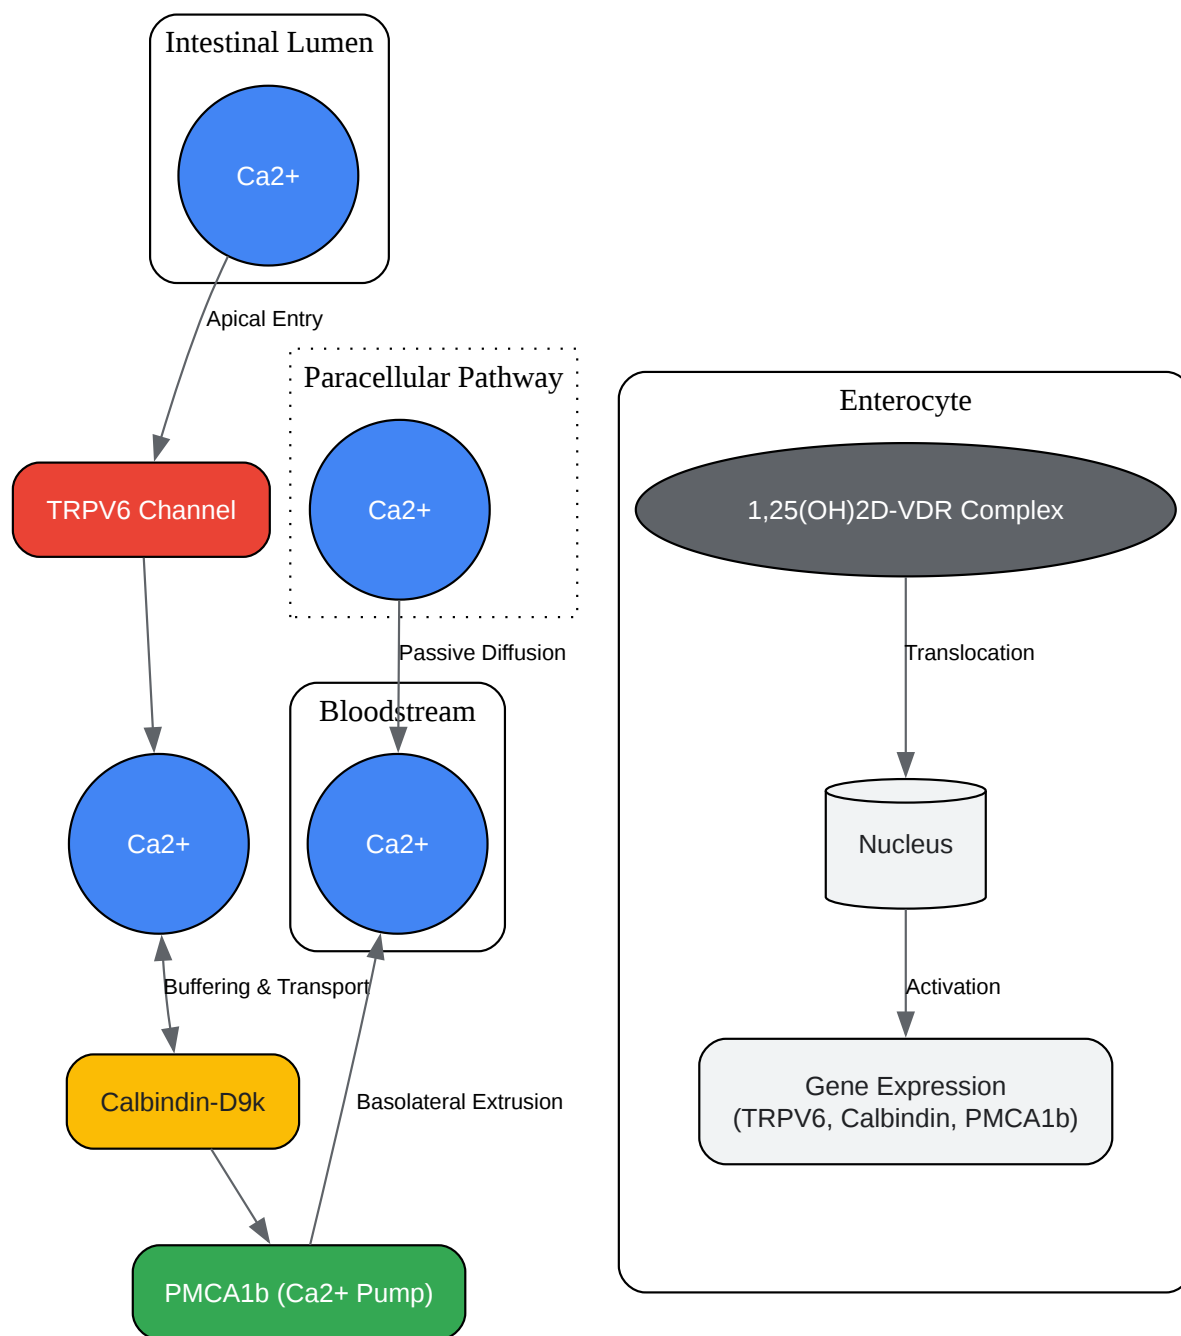 Intestinal Lumen
Ca2+
Apical Entry
Paracellular Pathway
Ca2+
Enterocyte
1,25(OH)2D-VDR Complex
TRPV6 Channel
Passive Diffusion
Translocation
Bloodstream
Ca2+
Ca2+
Nucleus
Buffering & Transport
Activation
Calbindin-D9k
Basolateral Extrusion
Gene Expression
(TRPV6, Calbindin, PMCA1b)
PMCA1b (Ca2+ Pump)